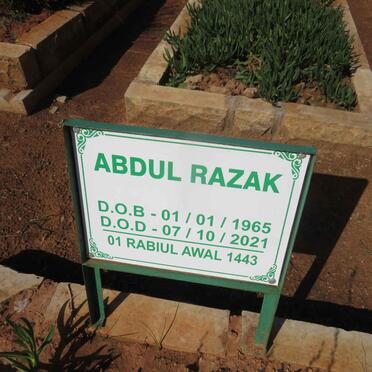 ABDUL RAZAK
D.O.B - 01 / 01 / 1965
D.O.D - 07 / 10 / 2021
01 RABIUL AWAL 1443